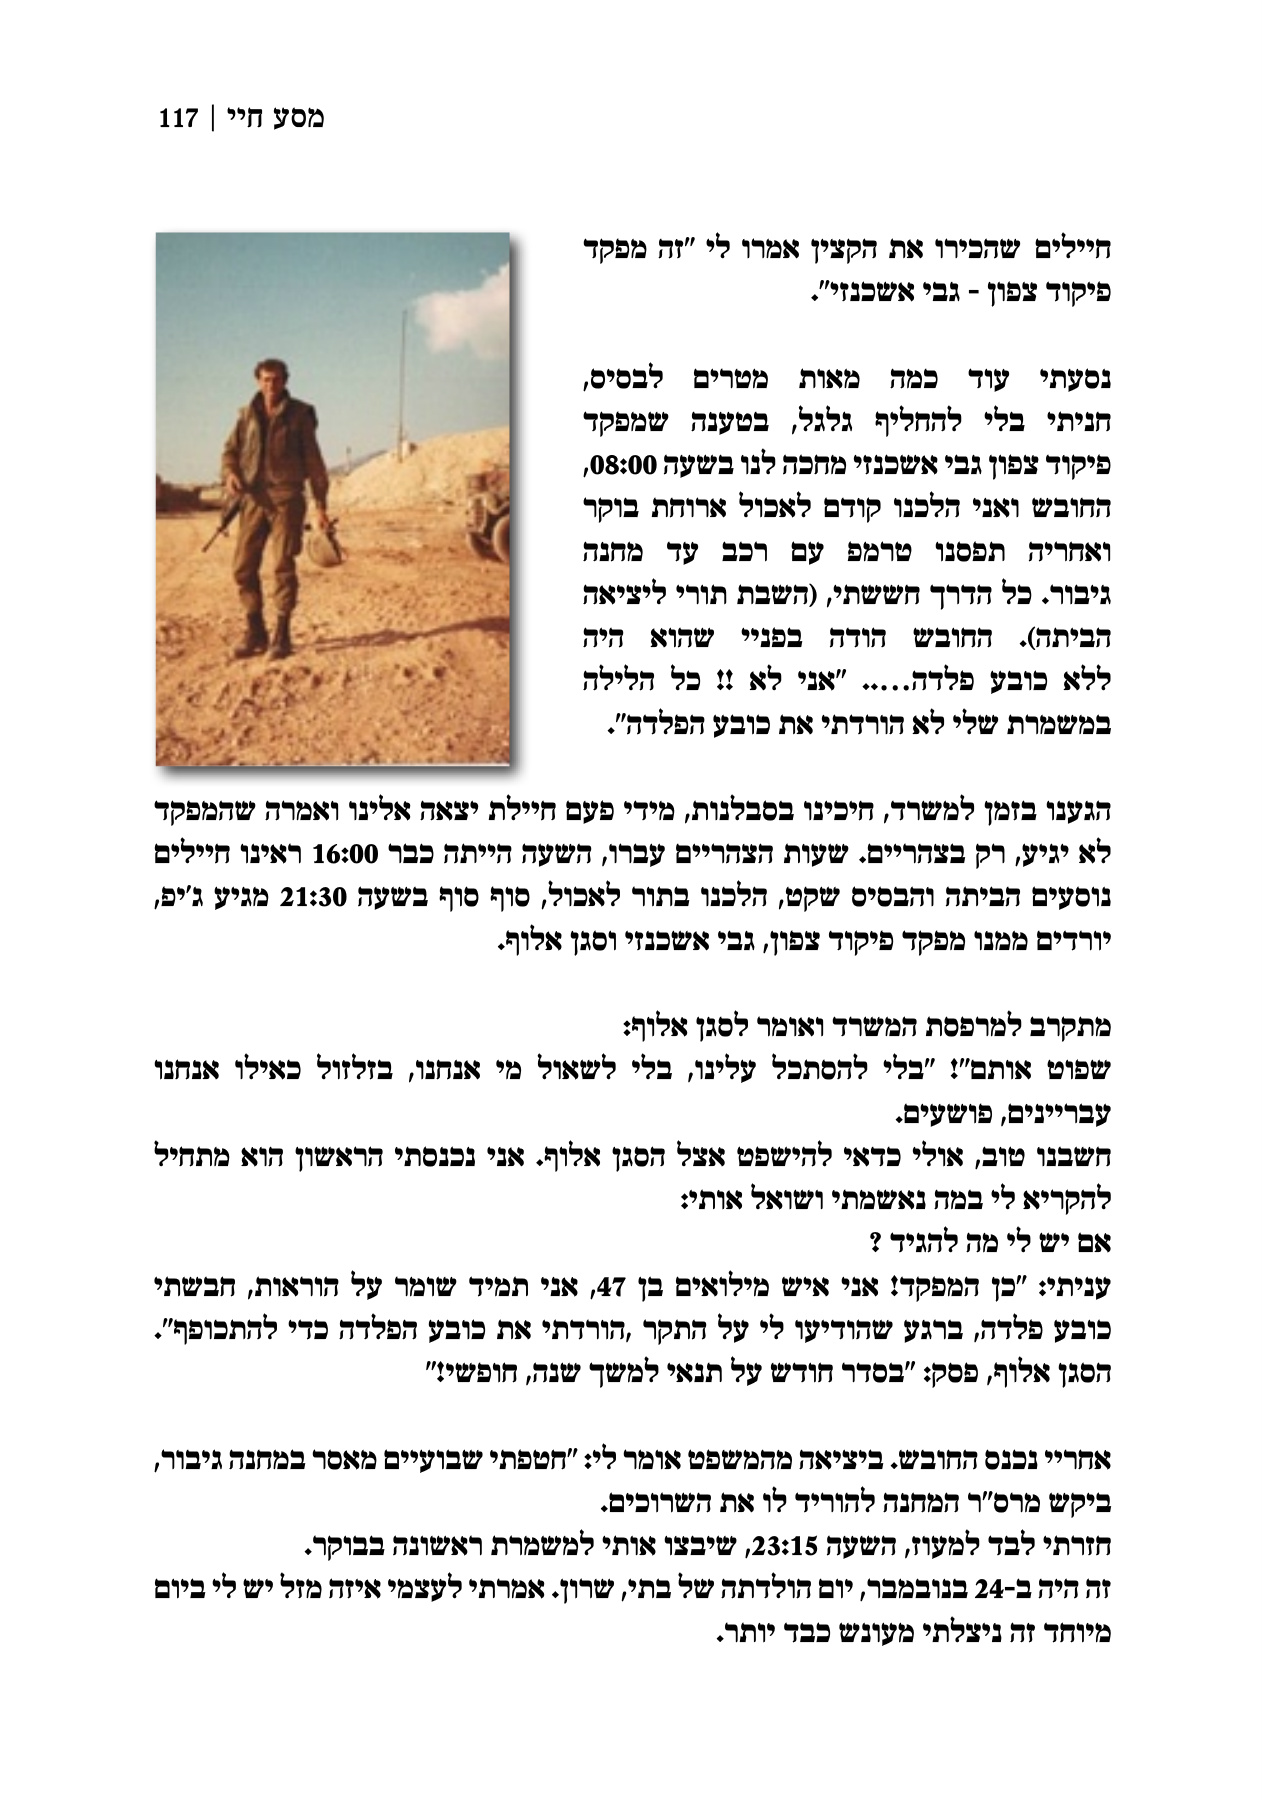 מסע חיי | 117
חיילים שהכירו את הקצין אמרו לי "זה מפקד
פיקוד צפון - גבי אשכנזי".
נסעתי עוד כמה מאות מטרים לבסיס,
חניתי בלי להחליף גלגל, בטענה שמפקד
פיקוד צפון גבי אשכנזי מחכה לנו בשעה 08:00,
החובש ואני הלכנו קודם לאכול ארוחת בוקר
ואחריה תפסנו טרמפ עם רכב עד מחנה
גיבור. כל הדרך חששתי, (השבת תורי ליציאה
הביתה). החובש הודה בפניי שהוא היה
ללא כובע פלדה..... "אני לא !! כל הלילה
במשמרת שלי לא הורדתי את כובע הפלדה".
הגענו בזמן למשרד, חיכינו בסבלנות, מידי פעם חיילת יצאה אלינו ואמרה שהמפקד
לא יגיע, רק בצהריים. שעות הצהריים עברו, השעה הייתה כבר 16:00 ראינו חיילים
נוסעים הביתה והבסיס שקט, הלכנו בתור לאכול, סוף סוף בשעה 21:30 מגיע ג'יפ,
יורדים ממנו מפקד פיקוד צפון, גבי אשכנזי וסגן אלוף.
מתקרב למרפסת המשרד ואומר לסגן אלוף:
שפוט אותם"! "בלי להסתכל עלינו, בלי לשאול מי אנחנו, בזלזול כאילו אנחנו
עבריינים, פושעים.
חשבנו טוב, אולי כדאי להישפט אצל הסגן אלוף. אני נכנסתי הראשון הוא מתחיל
להקריא לי במה נאשמתי ושואל אותי:
אם יש לי מה להגיד ?
עניתי: "כן המפקד! אני איש מילואים בן 47, אני תמיד שומר על הוראות, חבשתי
כובע פלדה, ברגע שהודיעו לי על התקר ,הורדתי את כובע הפלדה כדי להתכופף".
הסגן אלוף, פסק: "בסדר חודש על תנאי למשך שנה, חופשי!"
אחריי נכנס החובש. ביציאה מהמשפט אומר לי: "חטפתי שבועיים מאסר במחנה גיבור,
ביקש מרס"ר המחנה להוריד לו את השרוכים.
חזרתי לבד למעוז, השעה 23:15, שיבצו אותי למשמרת ראשונה בבוקר.
זה היה ב-24 בנובמבר, יום הולדתה של בתי, שרון. אמרתי לעצמי איזה מזל יש לי ביום
מיוחד זה ניצלתי מעונש כבד יותר.